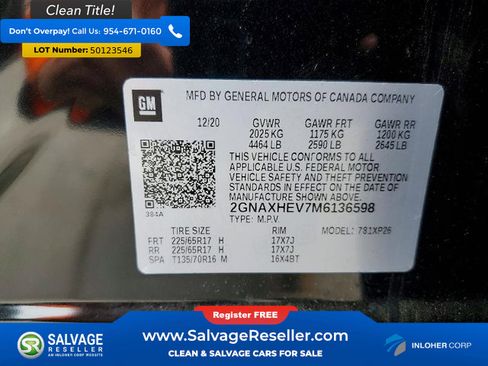 Clean Title!
Don't Overpay! Call Us: 954-671-0160
Lot Number: 50123546
GM
MFD BY GENERAL MOTORS OF CANADA COMPANY
12/20 GVWR GAWR FRT GAWR RR
2025 KG 1175 KG 1200 KG
4464 LB 2590 LB 2645 LB
THIS VEHICLE CONFORMS TO ALL
APPLICABLE U.S. FEDERAL MOTOR
VEHICLE SAFETY AND THEFT PREVENTION
STANDARDS IN EFFECT ON THE DATE OF
MANUFACTURE SHOWN ABOVE.
384A
2GNAXHEV7M6136598
TYPE: M.P.V. MODEL: 781XP26
TIRE SIZE RIM
FRT 225/65R17 H 17X7J
RR 225/65R17 H 17X7J
SPA T135/70R16 M 16X4BT
Register FREE!
SALVAGE RESELLER
AN INLOHER CORP WEBSITE
www.SalvageReseller.com
CLEAN & SALVAGE CARS FOR SALE
INLOHER CORP